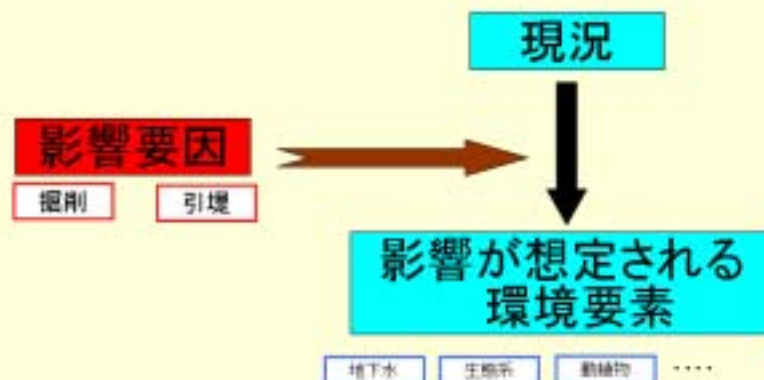 現況
影響要因
掘削
引堤
影響が想定される
環境要素
地下水
生態系
動植物
････